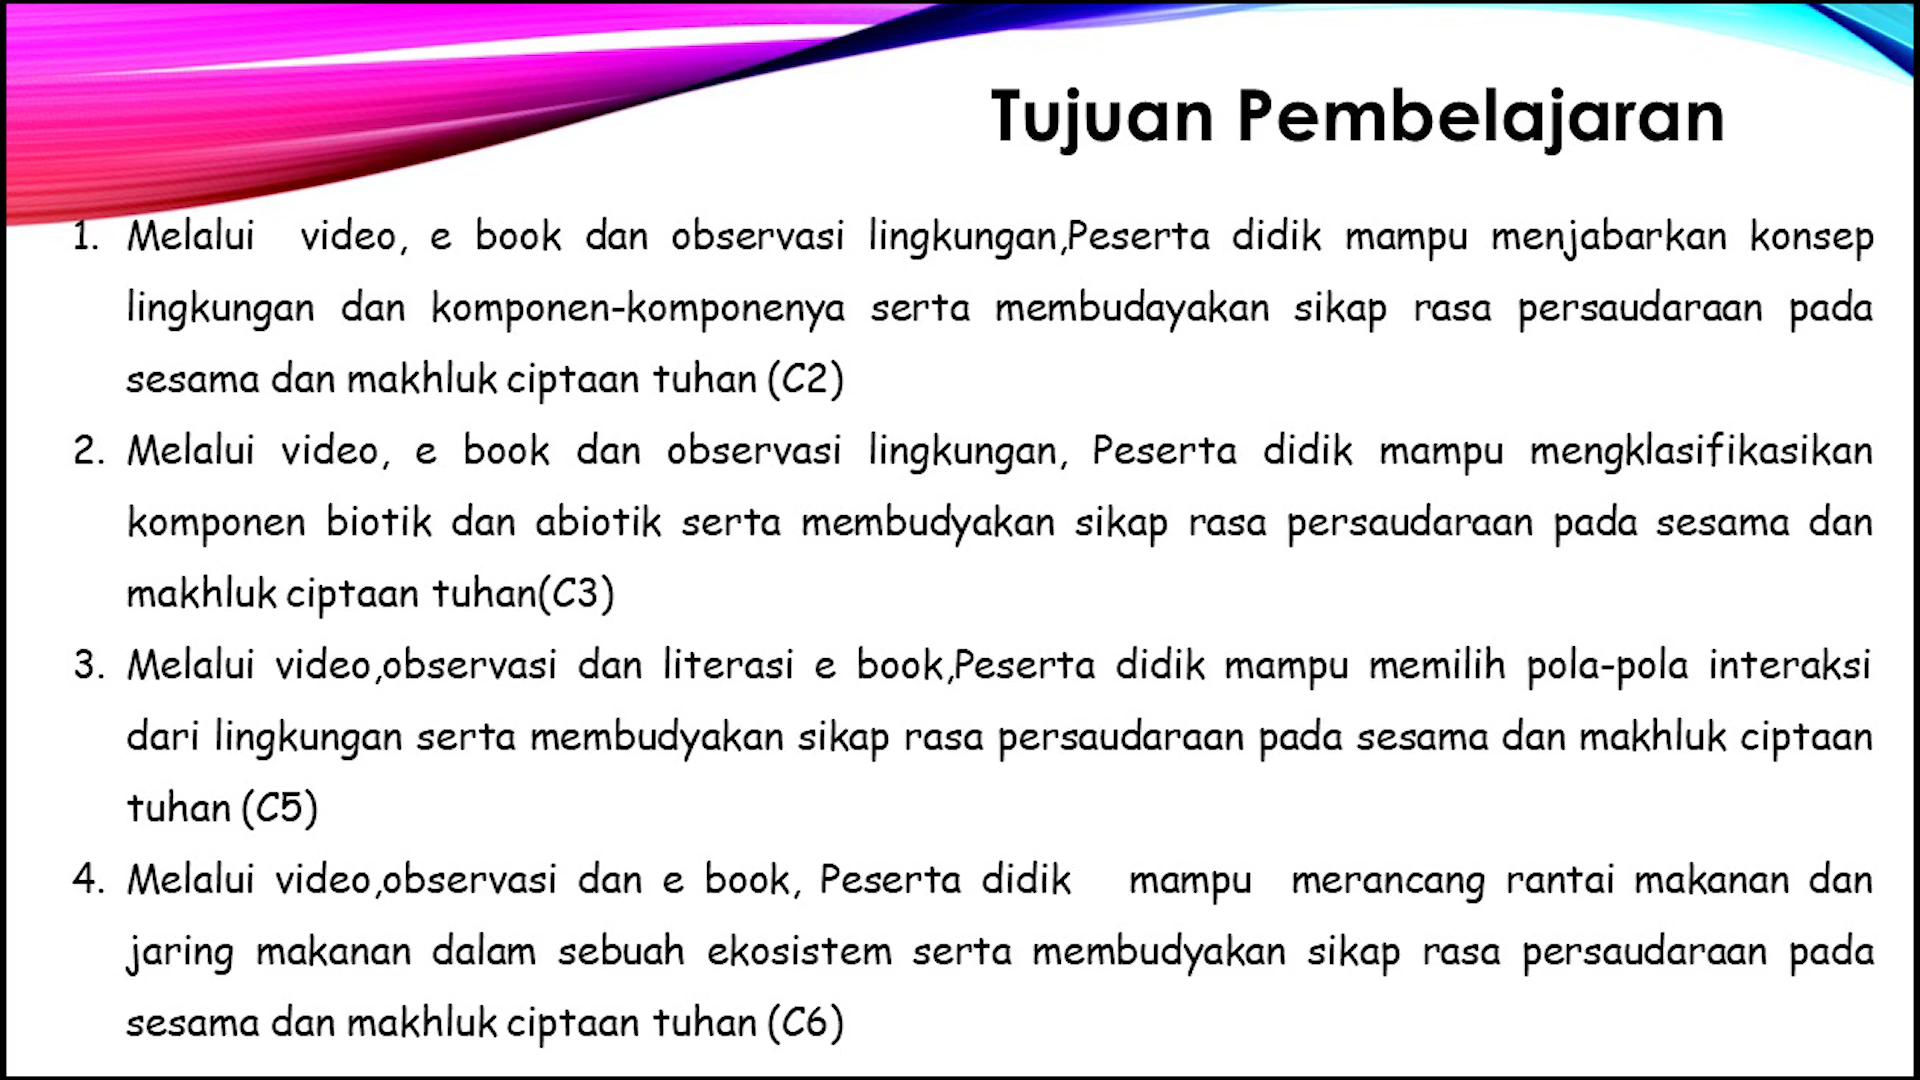 Tujuan Pembelajaran
1. Melalui video, e book dan observasi lingkungan,Peserta didik mampu menjabarkan konsep
lingkungan dan komponen-komponenya serta membudayakan sikap rasa persaudaraan pada
sesama dan makhluk ciptaan tuhan (C2)
2. Melalui video, e book dan observasi lingkungan, Peserta didik mampu mengklasifikasikan
komponen biotik dan abiotik serta membudyakan sikap rasa persaudaraan pada sesama dan
makhluk ciptaan tuhan(C3)
3. Melalui video,observasi dan literasi e book,Peserta didik mampu memilih pola-pola interaksi
dari lingkungan serta membudyakan sikap rasa persaudaraan pada sesama dan makhluk ciptaan
tuhan (C5)
4. Melalui video,observasi dan e book, Peserta didik mampu merancang rantai makanan dan
jaring makanan dalam sebuah ekosistem serta membudyakan sikap rasa persaudaraan pada
sesama dan makhluk ciptaan tuhan (C6)